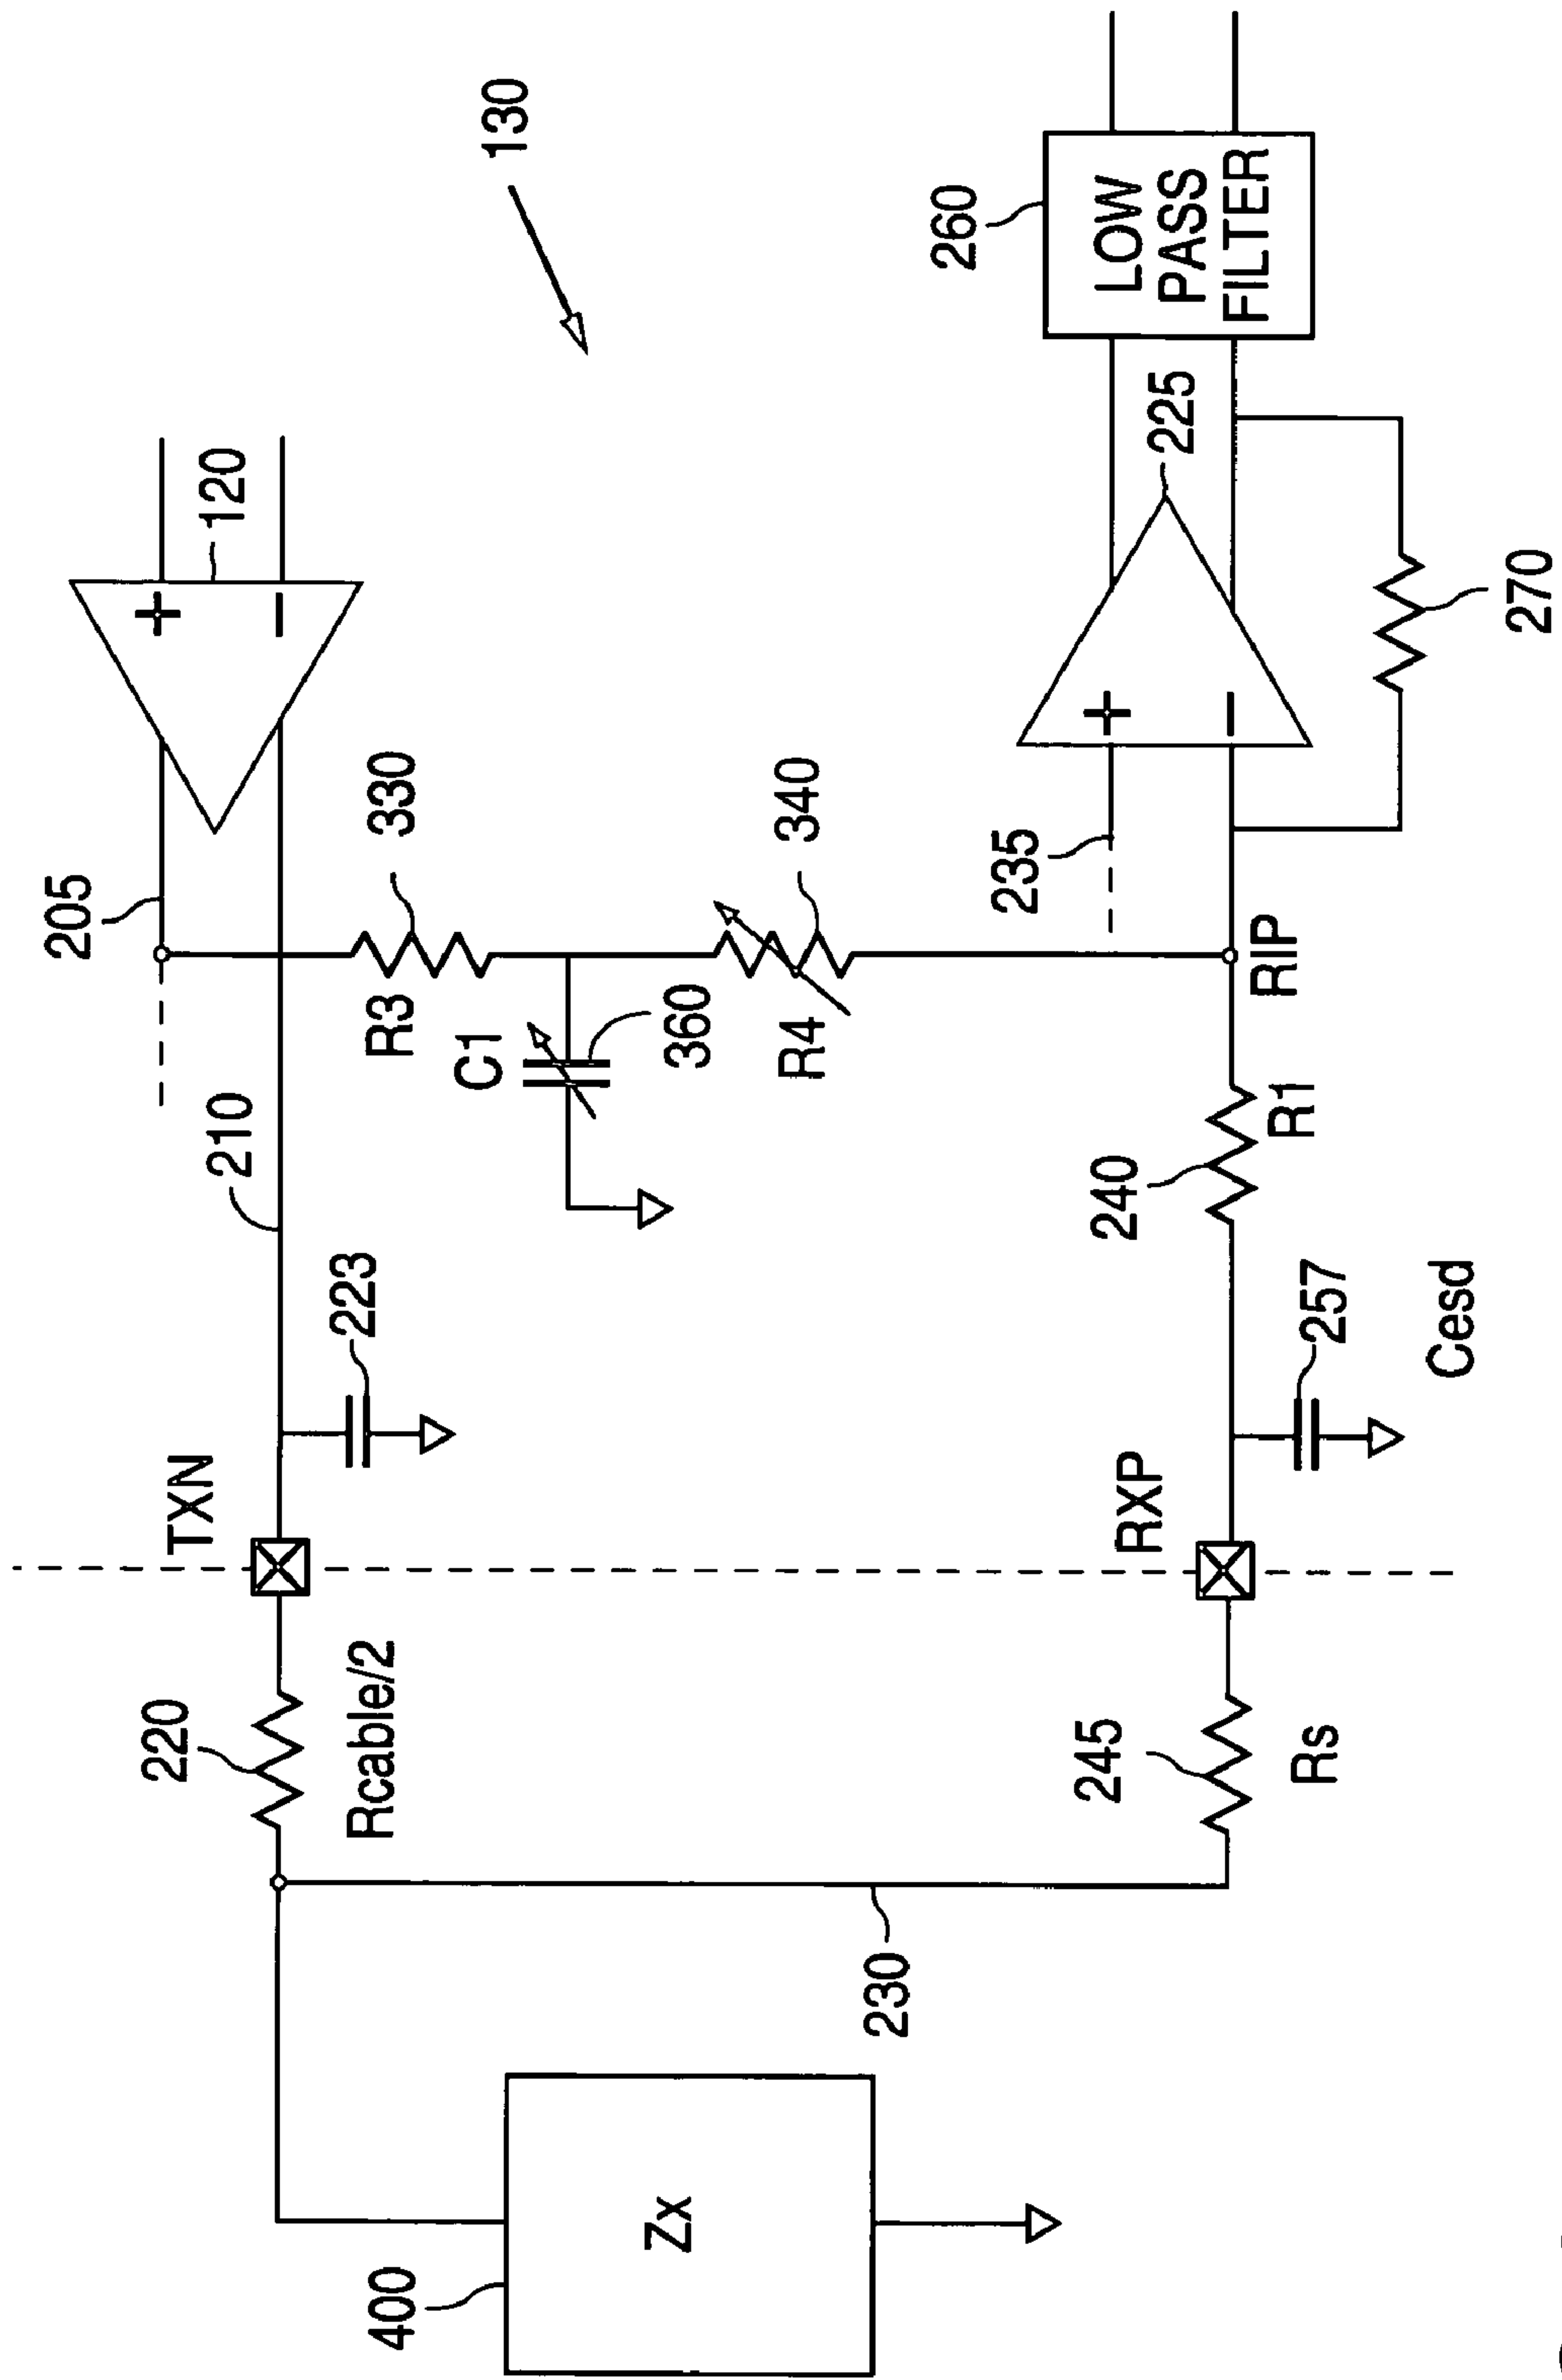 130
205
+
−
120
210
R3
330
C1
360
R4
340
TXN
223
220
Rcable/2
400
Zx
230
245
Rs
RXP
257
Cesd
240
R1
RIP
235
+
−
225
270
260
LOW
PASS
FILTER